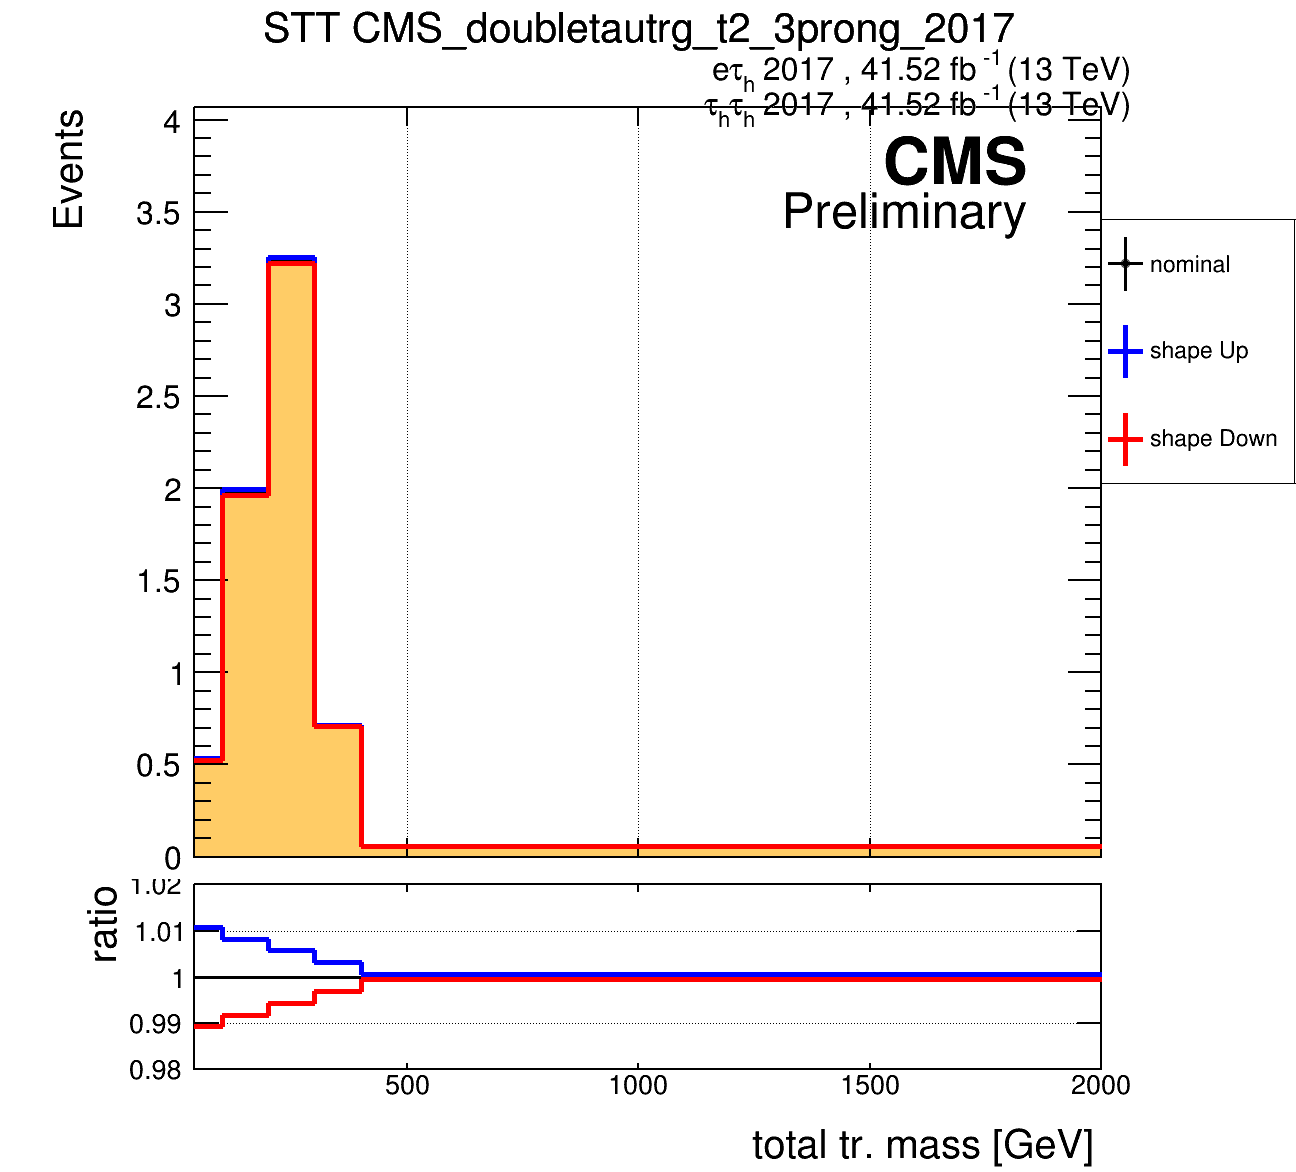 STT CMS_doubletautrg_t2_3prong_2017
eτh 2017 , 41.52 fb -1 (13 TeV)
τhτh 2017 , 41.52 fb -1 (13 TeV)
CMS
Preliminary
Events
4
3.5
3
2.5
2
1.5
1
0.5
0
nominal
shape Up
shape Down
ratio
1.02
1.01
1
0.99
0.98
500
1000
1500
2000
total tr. mass [GeV]